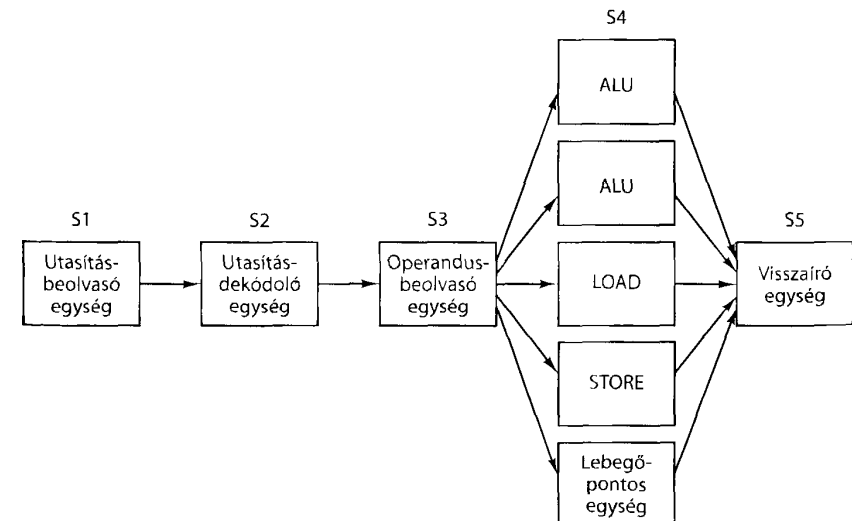 S4
ALU
ALU
S1
Utasítás-
beolvasó
egység
S2
Utasítás-
dekódoló
egység
S3
Operandus-
beolvasó
egység
LOAD
S5
Visszaíró
egység
STORE
Lebegő-
pontos
egység